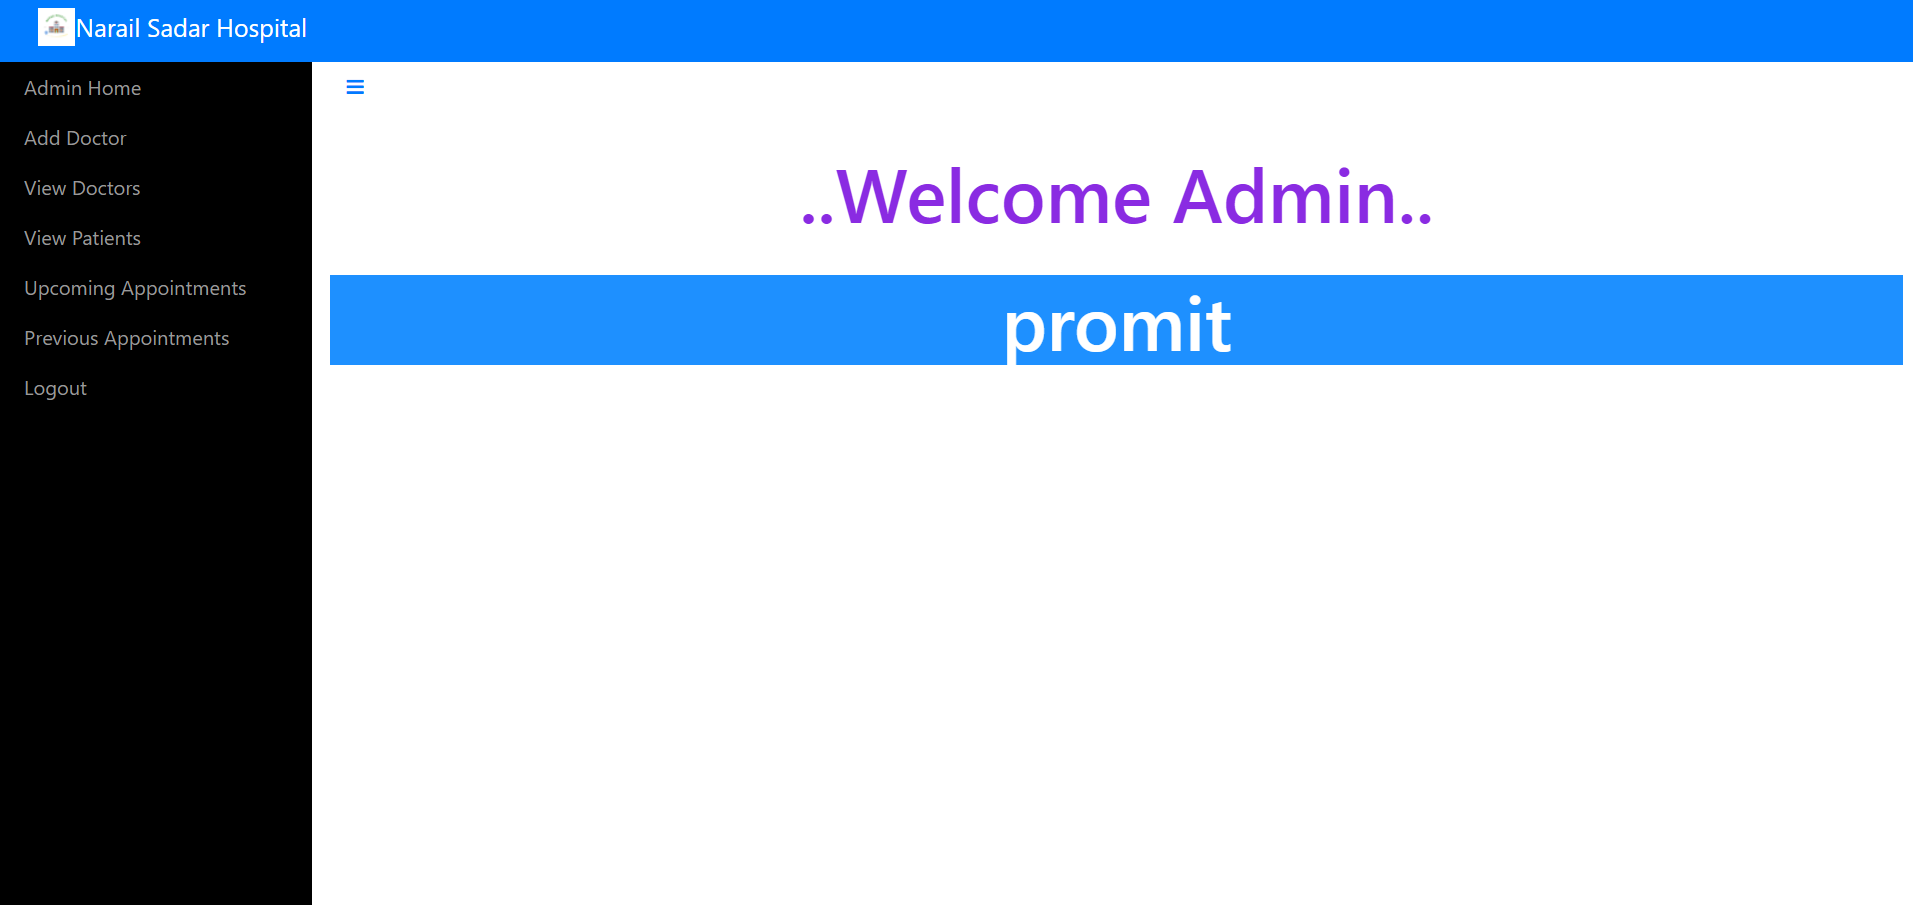 Narail Sadar Hospital
Admin Home
Add Doctor
View Doctors
View Patients
Upcoming Appointments
Previous Appointments
Logout
..Welcome Admin..
promit